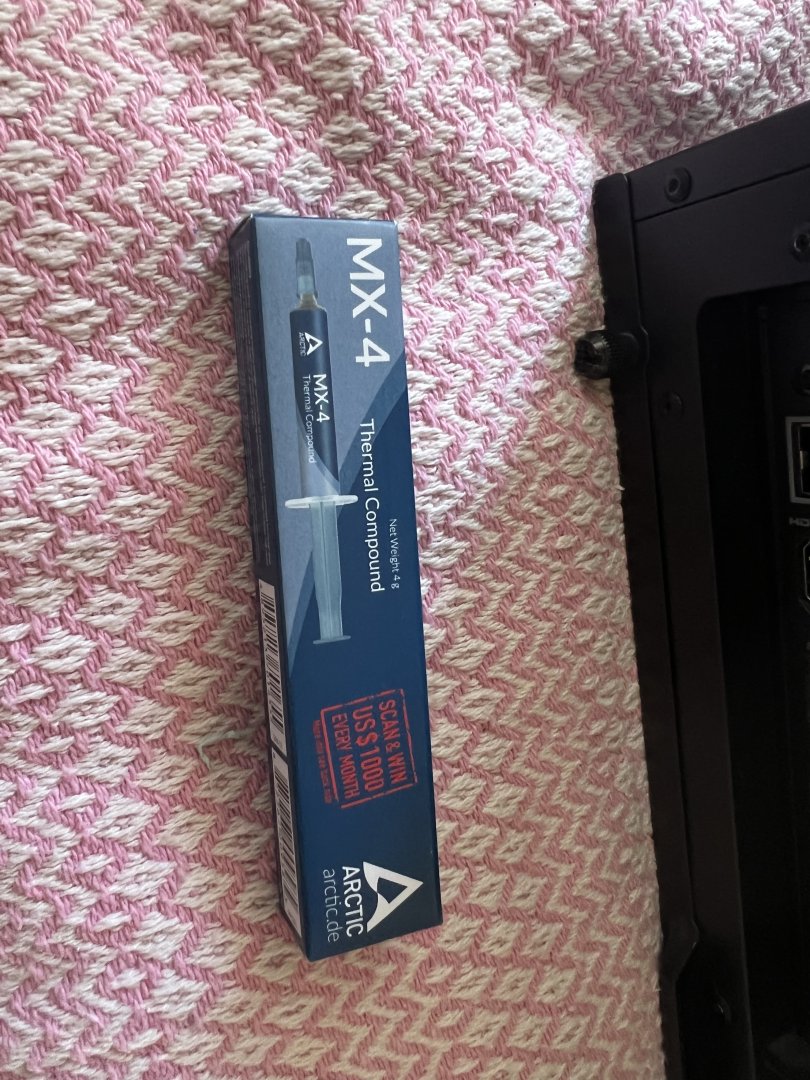 MX-4
Thermal Compound
Net Weight 4 g
ARCTIC
MX-4
Thermal Compound
SCAN & WIN
US $ 1000
EVERY MONTH
ARCTIC
arctic.de